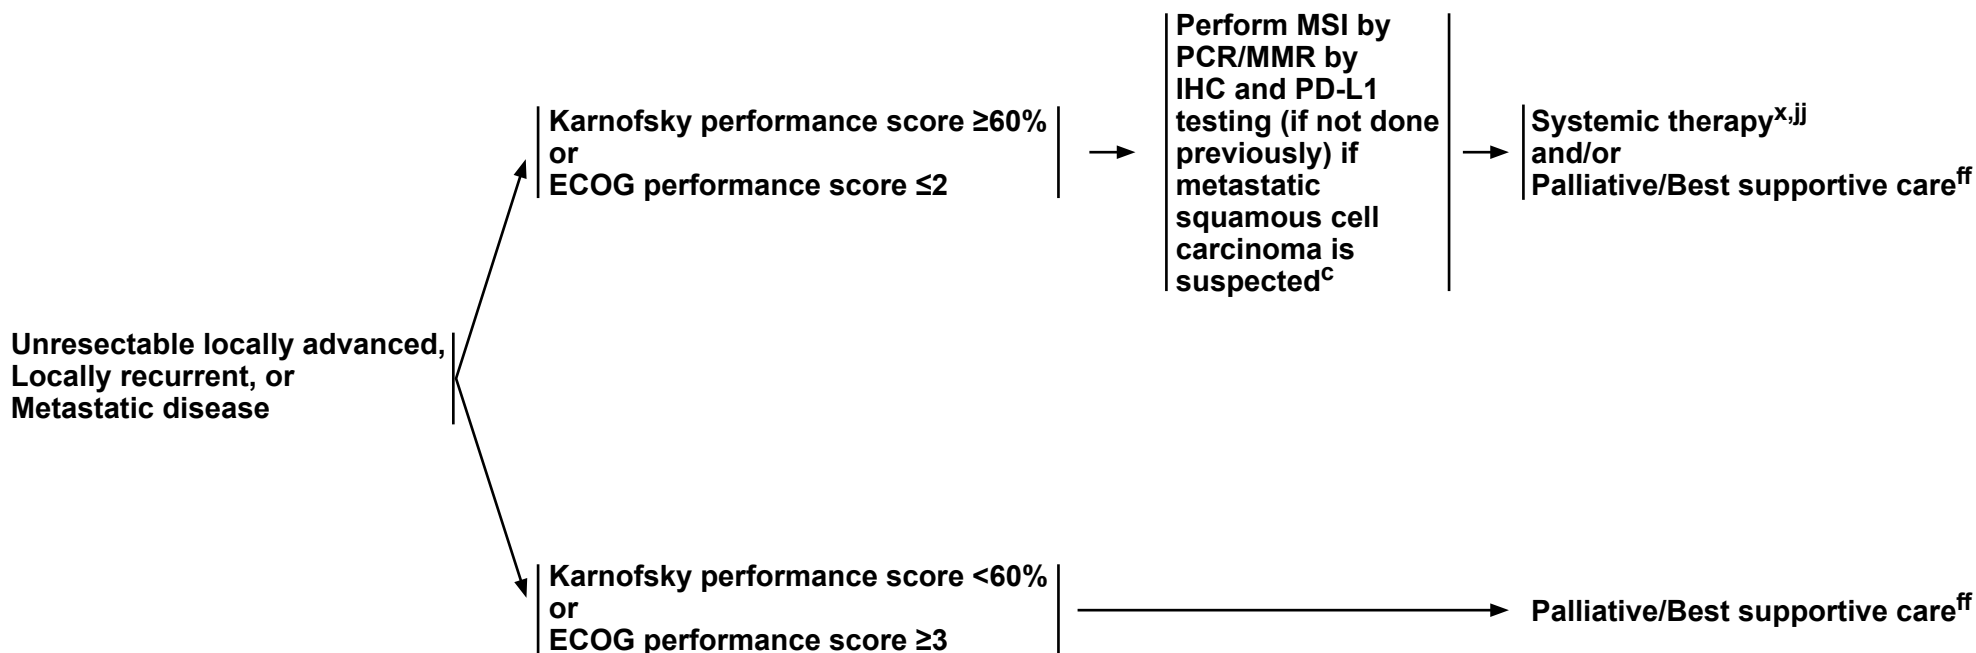 Unresectable locally advanced,
Locally recurrent, or
Metastatic disease
Karnofsky performance score ≥60%
or
ECOG performance score ≤2
Perform MSI by
PCR/MMR by
IHC and PD-L1
testing (if not done
previously) if
metastatic
squamous cell
carcinoma is
suspectedc
Systemic therapyx,jj
and/or
Palliative/Best supportive careff
Karnofsky performance score <60%
or
ECOG performance score ≥3
Palliative/Best supportive careff